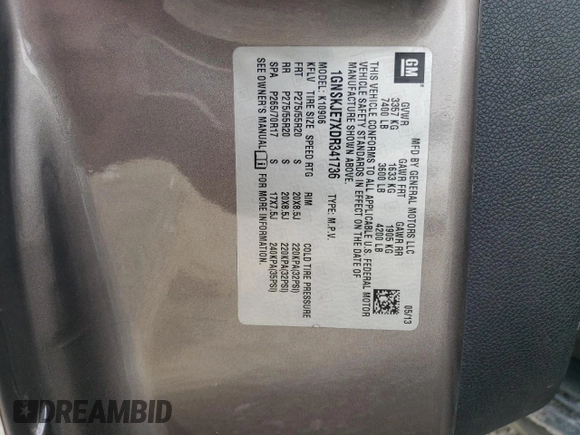 GM
MFD BY GENERAL MOTORS LLC
05/13
GVWR GAWR FRT GAWR RR
3357 KG 1633 KG 1905 KG
7400 LB 3600 LB 4200 LB
THIS VEHICLE CONFORMS TO ALL APPLICABLE U.S. FEDERAL MOTOR
VEHICLE SAFETY STANDARDS IN EFFECT ON THE DATE OF
MANUFACTURE SHOWN ABOVE.
1GNSKJE7XDR341736 TYPE: M.P.V.
MODEL: K10906
KFLV TIRE SIZE SPEED RTG RIM COLD TIRE PRESSURE
FRT P275/55R20 S 20X8.5J 220KPA(32PSI)
RR P275/55R20 S 20X8.5J 220KPA(32PSI)
SPA P265/70R17 S 17X7.5J 240KPA(35PSI)
SEE OWNER'S MANUAL FOR MORE INFORMATION.
DREAMBID